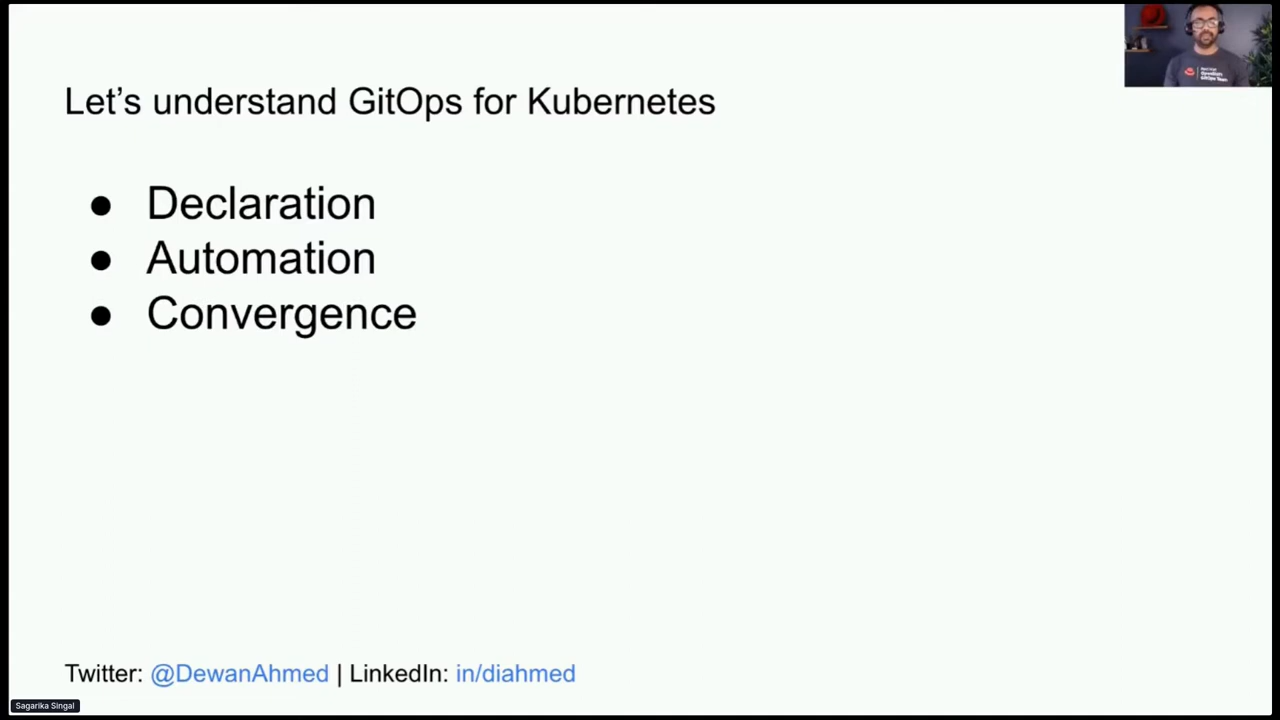 Let's understand GitOps for Kubernetes
● Declaration
● Automation
● Convergence
Twitter: @DewanAhmed | LinkedIn: in/diahmed
Sagarika Singal